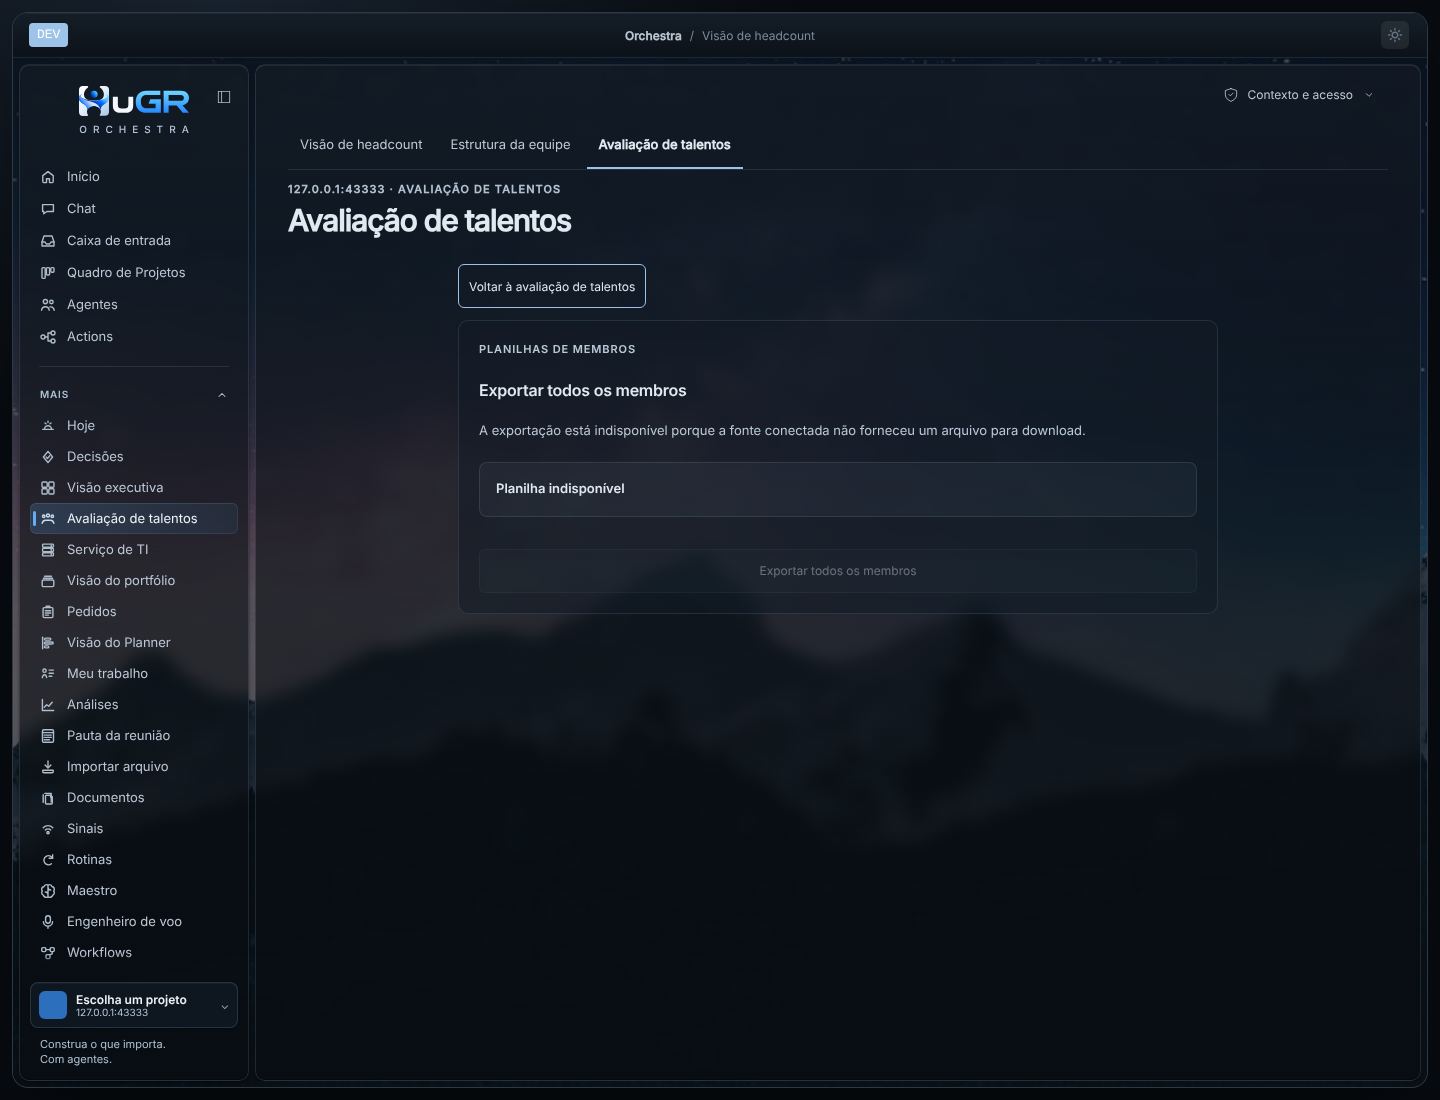 DEV
Orchestra / Visão de headcount
HuGR
ORCHESTRA
Contexto e acesso
Início
Chat
Caixa de entrada
Quadro de Projetos
Agentes
Actions
MAIS
Hoje
Decisões
Visão executiva
Avaliação de talentos
Serviço de TI
Visão do portfólio
Pedidos
Visão do Planner
Meu trabalho
Análises
Pauta da reunião
Importar arquivo
Documentos
Sinais
Rotinas
Maestro
Engenheiro de voo
Workflows
Escolha um projeto
127.0.0.1:43333
Construa o que importa.
Com agentes.
Visão de headcount Estrutura da equipe Avaliação de talentos
127.0.0.1:43333 · AVALIAÇÃO DE TALENTOS
Avaliação de talentos
Voltar à avaliação de talentos
PLANILHAS DE MEMBROS
Exportar todos os membros
A exportação está indisponível porque a fonte conectada não forneceu um arquivo para download.
Planilha indisponível
Exportar todos os membros